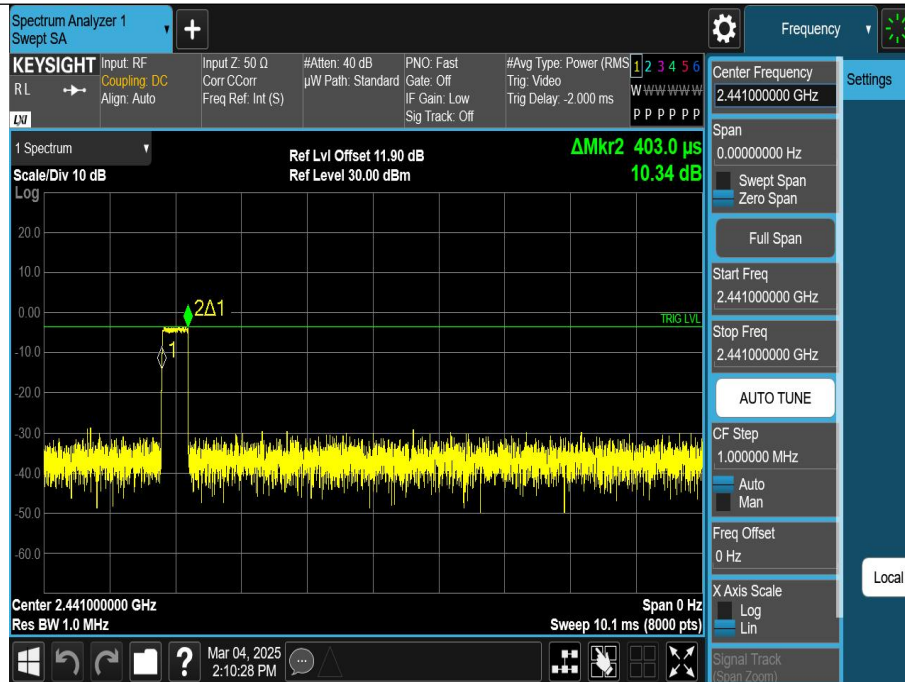 Spectrum Analyzer 1
Swept SA
Frequency
KEYSIGHT
RL
LXI
Input: RF
Coupling: DC
Align: Auto
Input Z: 50 Ω
Corr CCorr
Freq Ref: Int (S)
#Atten: 40 dB
µW Path: Standard
PNO: Fast
Gate: Off
IF Gain: Low
Sig Track: Off
#Avg Type: Power (RMS
Trig: Video
Trig Delay: -2.000 ms
1 2 3 4 5 6
W W W W W W
P P P P P P
1 Spectrum
Scale/Div 10 dB
Log
Ref Lvl Offset 11.90 dB
Ref Level 30.00 dBm
ΔMkr2 403.0 µs
10.34 dB
20.0
10.0
0.00
-10.0
-20.0
-30.0
-40.0
-50.0
-60.0
2Δ1
1
TRIG LVL
Center 2.441000000 GHz
Res BW 1.0 MHz
Span 0 Hz
Sweep 10.1 ms (8000 pts)
Center Frequency
2.441000000 GHz
Span
0.00000000 Hz
Swept Span
Zero Span
Full Span
Start Freq
2.441000000 GHz
Stop Freq
2.441000000 GHz
AUTO TUNE
CF Step
1.000000 MHz
Auto
Man
Freq Offset
0 Hz
X Axis Scale
Log
Lin
Signal Track
(Span Zoom)
Settings
Local
?
Mar 04, 2025
2:10:28 PM